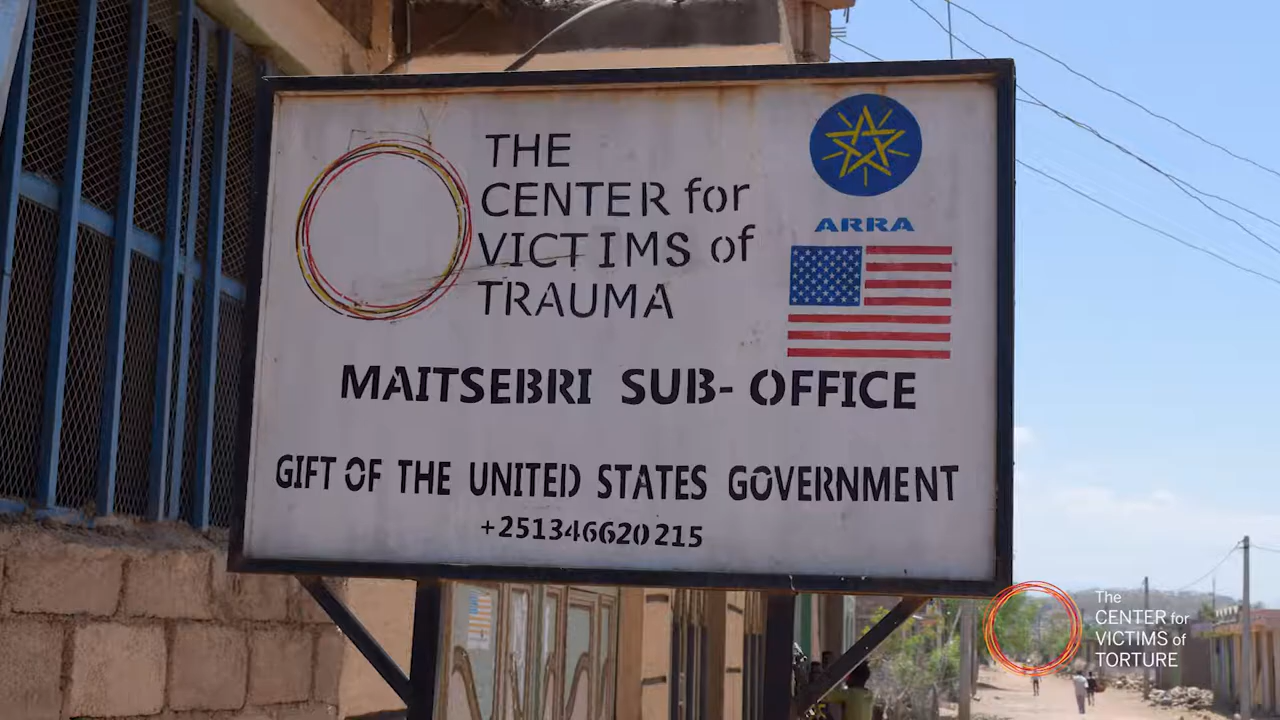 THE
CENTER for
VICTIMS of
TRAUMA
ARRA
MAITSEBRI SUB-OFFICE
GIFT OF THE UNITED STATES GOVERNMENT
+251346620215
The
CENTER for
VICTIMS of
TORTURE